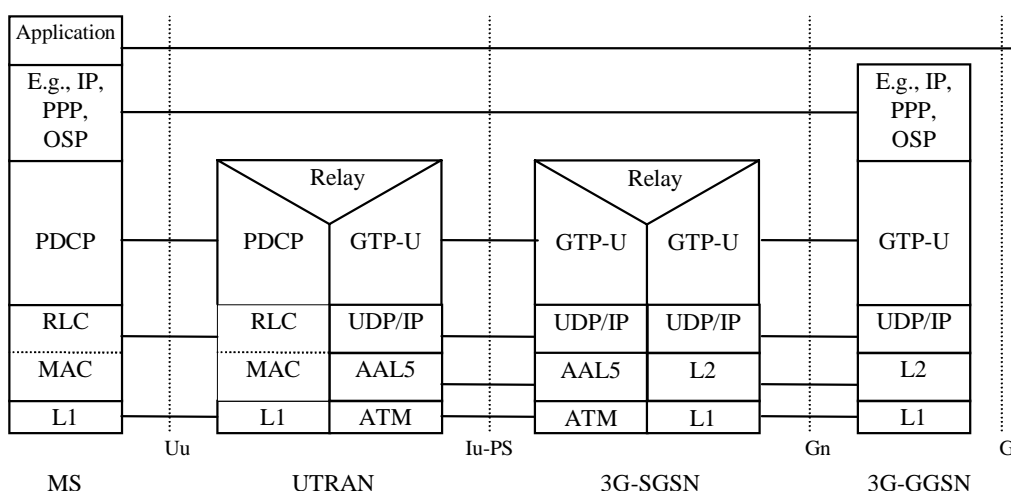 Application
E.g., IP,
PPP,
OSP
E.g., IP,
PPP,
OSP
Relay
Relay
PDCP
PDCP
GTP-U
GTP-U
GTP-U
GTP-U
RLC
RLC
UDP/IP
UDP/IP
UDP/IP
UDP/IP
MAC
MAC
AAL5
AAL5
L2
L2
L1
L1
ATM
ATM
L1
L1
Uu
Iu-PS
Gn
G
MS
UTRAN
3G-SGSN
3G-GGSN